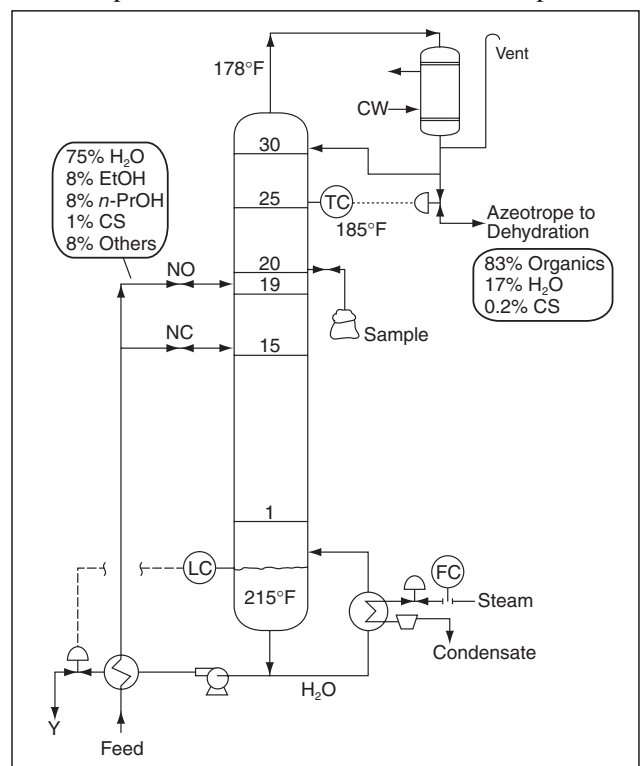 178°F
Vent
CW
75% H₂O
8% EtOH
8% n-PrOH
1% CS
8% Others
30
25
TC
185°F
Azeotrope to
Dehydration
83% Organics
17% H₂O
0.2% CS
NO
20
19
Sample
NC
15
1
LC
215°F
FC
Steam
Condensate
H₂O
Y
Feed